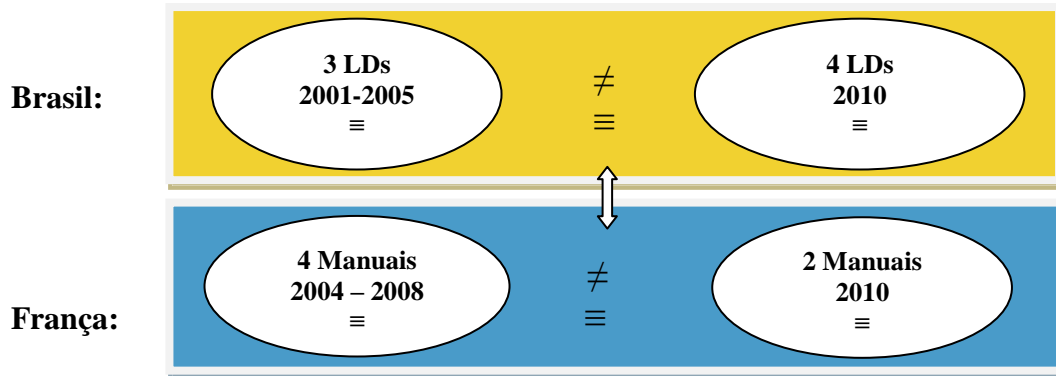 Brasil:
3 LDs
2001-2005
≡
≠
≡
4 LDs
2010
≡
França:
4 Manuais
2004 – 2008
≡
≠
≡
2 Manuais
2010
≡